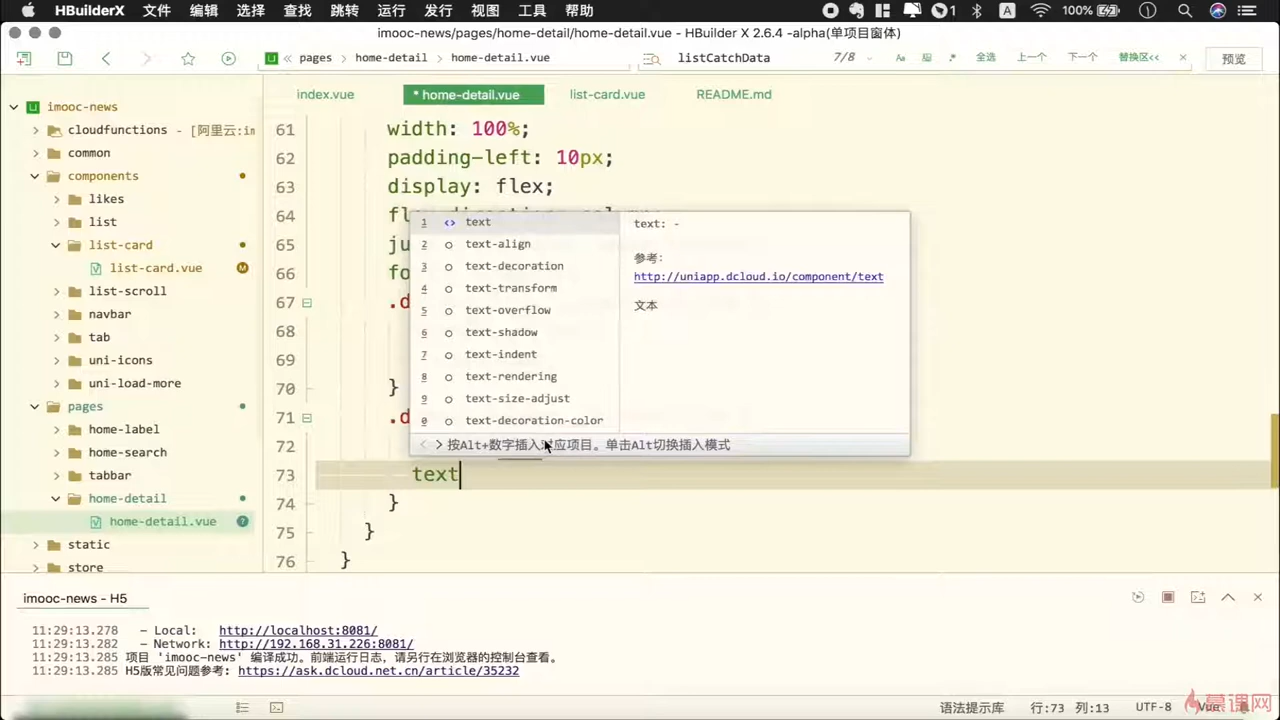 HBuilderX 文件 编辑 选择 查找 跳转 运行 发行 视图 工具 帮助 1 A 100%
imooc-news/pages/home-detail/home-detail.vue - HBuilder X 2.6.4 -alpha(单项目窗体)
pages home-detail home-detail.vue listCatchData 7/8 Aa .* 全选 上一个 下一个 替换区<< 预览
index.vue * home-detail.vue list-card.vue README.md
imooc-news
cloudfunctions - [阿里云:im
common
components
likes
list
list-card
list-card.vue M
list-scroll
navbar
tab
uni-icons
uni-load-more
pages
home-label
home-search
tabbar
home-detail
home-detail.vue ?
static
store
61 width: 100%;
62 padding-left: 10px;
63 display: flex;
64
65 ju
66 fo
67 .d
68
69
70 }
71 .d
72
73 text
74 }
75 }
76 }
1 <> text
2 text-align
3 text-decoration
4 text-transform
5 text-overflow
6 text-shadow
7 text-indent
8 text-rendering
9 text-size-adjust
0 text-decoration-color
text: -
参考:
http://uniapp.dcloud.io/component/text
文本
按Alt+数字插入对应项目。单击Alt切换插入模式
imooc-news - H5
11:29:13.278 - Local: http://localhost:8081/
11:29:13.282 - Network: http://192.168.31.226:8081/
11:29:13.285 项目 'imooc-news' 编译成功。前端运行日志，请另行在浏览器的控制台查看。
11:29:13.285 H5版常见问题参考: https://ask.dcloud.net.cn/article/35232
语法提示库 行:73 列:13 UTF-8 Vue
慕课网